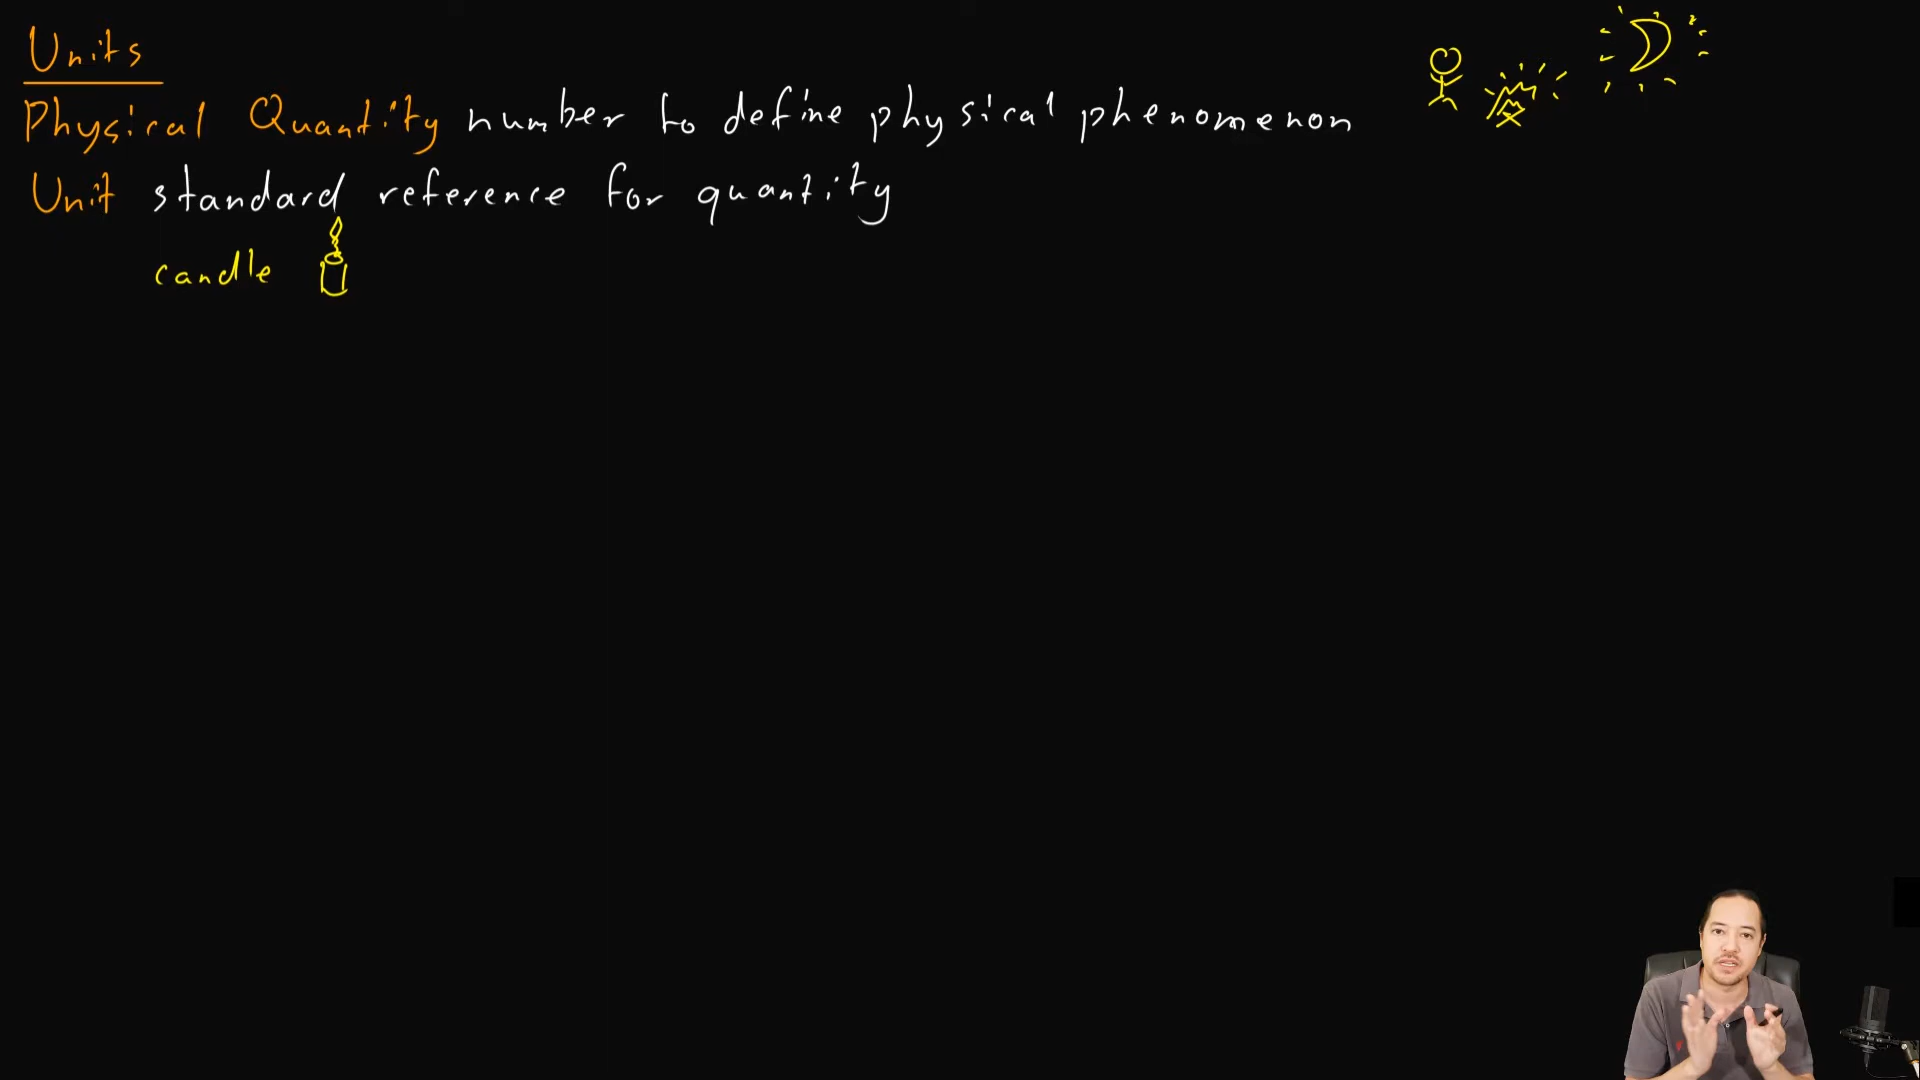 Units
Physical Quantity number to define physical phenomenon
Unit standard reference for quantity
candle